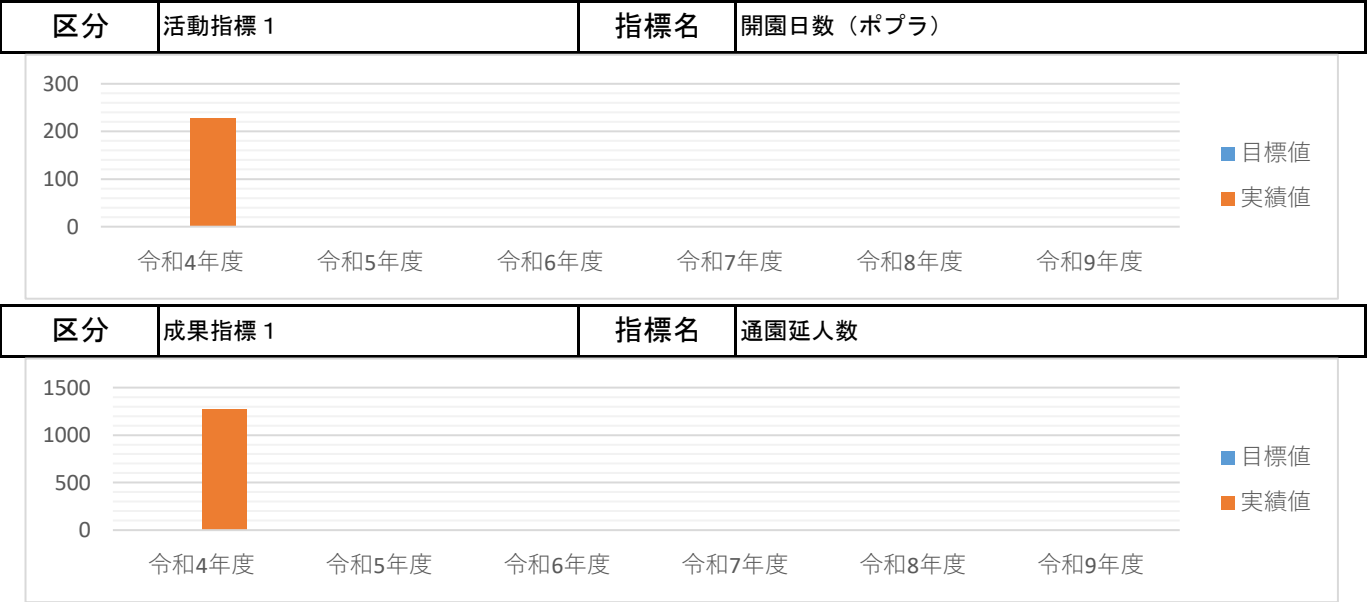 区分 活動指標１ 指標名 開園日数（ポプラ）
300
200
100
0
目標値
実績値
令和4年度 令和5年度 令和6年度 令和7年度 令和8年度 令和9年度
区分 成果指標１ 指標名 通園延人数
1500
1000
500
0
目標値
実績値
令和4年度 令和5年度 令和6年度 令和7年度 令和8年度 令和9年度